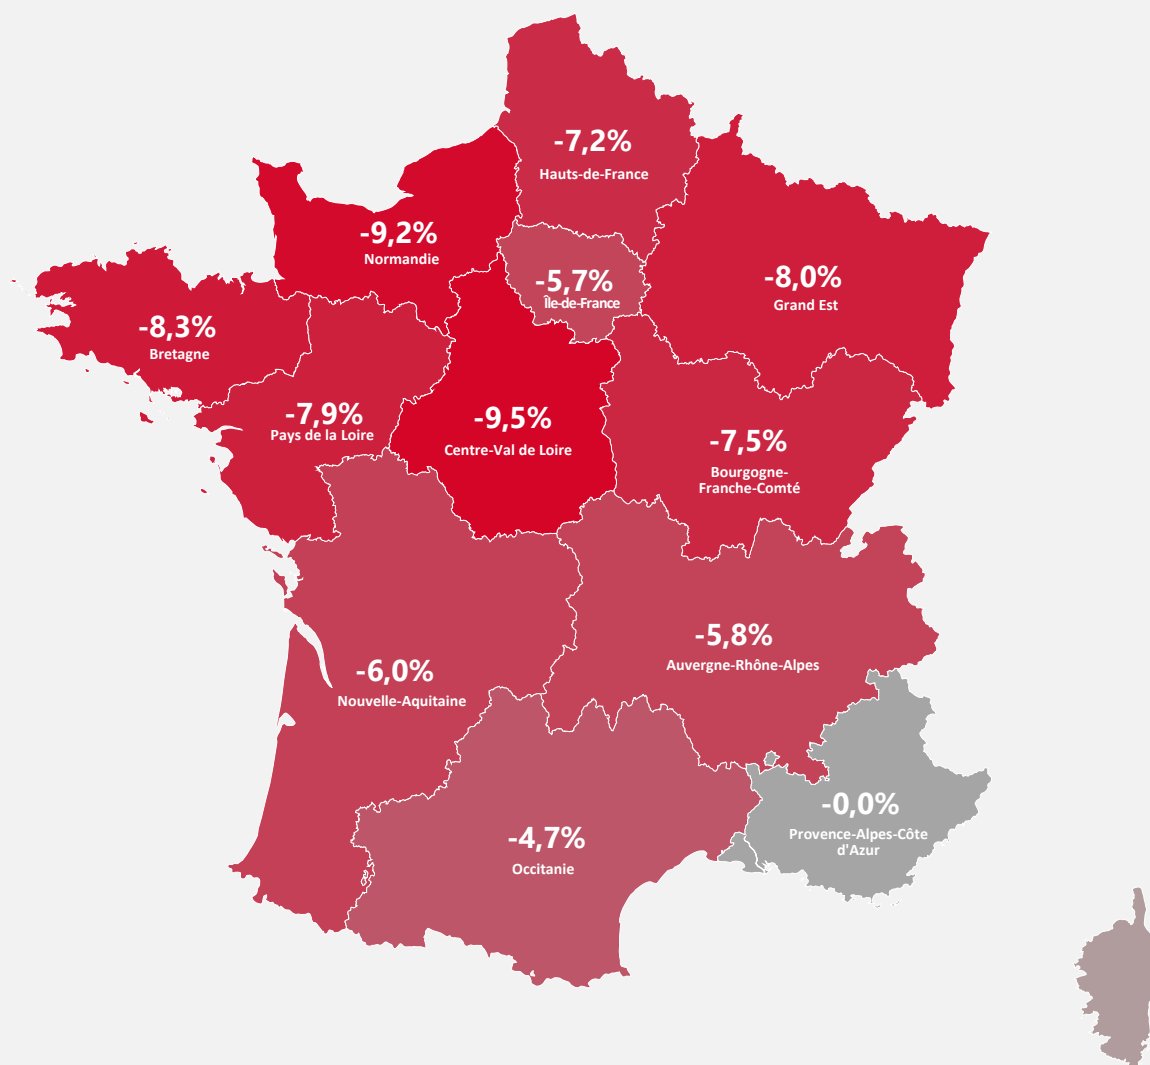 -7,2%
Hauts-de-France
-9,2%
Normandie
-5,7%
Île-de-France
-8,0%
Grand Est
-8,3%
Bretagne
-7,9%
Pays de la Loire
-9,5%
Centre-Val de Loire
-7,5%
Bourgogne-
Franche-Comté
-5,8%
Auvergne-Rhône-Alpes
-6,0%
Nouvelle-Aquitaine
-0,0%
Provence-Alpes-Côte
d'Azur
-4,7%
Occitanie